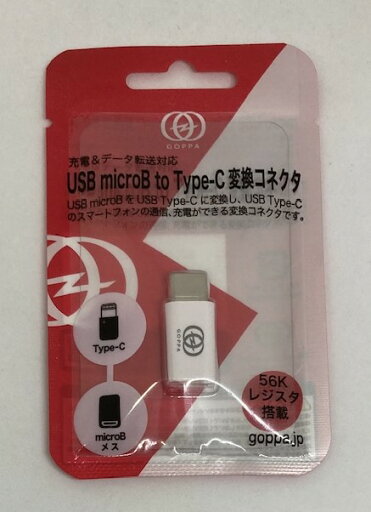 GOPPA
充電&データ転送対応
USB microB to Type-C 変換コネクタ
USB microB を USB Type-C に変換し、USB Type-C
のスマートフォンの通信、充電ができる変換コネクタです。
GOPPA
Type-C
microB
メス
56K
レジスタ
搭載
goppa.jp